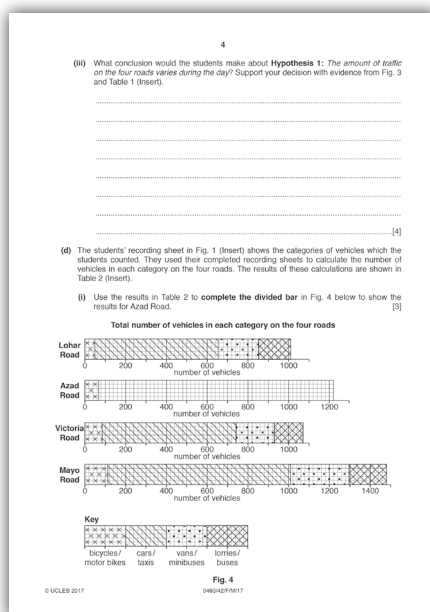 4
(iii) What conclusion would the students make about Hypothesis 1: The amount of traffic
on the four roads varies during the day? Support your decision with evidence from Fig. 3
and Table 1 (Insert).
[4]
(d) The students' recording sheet in Fig. 1 (Insert) shows the categories of vehicles which the
students counted. They used their completed recording sheets to calculate the number of
vehicles in each category on the four roads. The results of these calculations are shown in
Table 2 (Insert).
(i) Use the results in Table 2 to complete the divided bar in Fig. 4 below to show the
results for Azad Road. [3]
Total number of vehicles in each category on the four roads
Lohar
Road
0 200 400 600 800 1000
number of vehicles
Azad
Road
0 200 400 600 800 1000 1200
number of vehicles
Victoria
Road
0 200 400 600 800 1000
number of vehicles
Mayo
Road
0 200 400 600 800 1000 1200 1400
number of vehicles
Key
bicycles/ cars/ vans/ lorries/
motor bikes taxis minibuses buses
Fig. 4
© UCLES 2017 0460/42/F/M/17